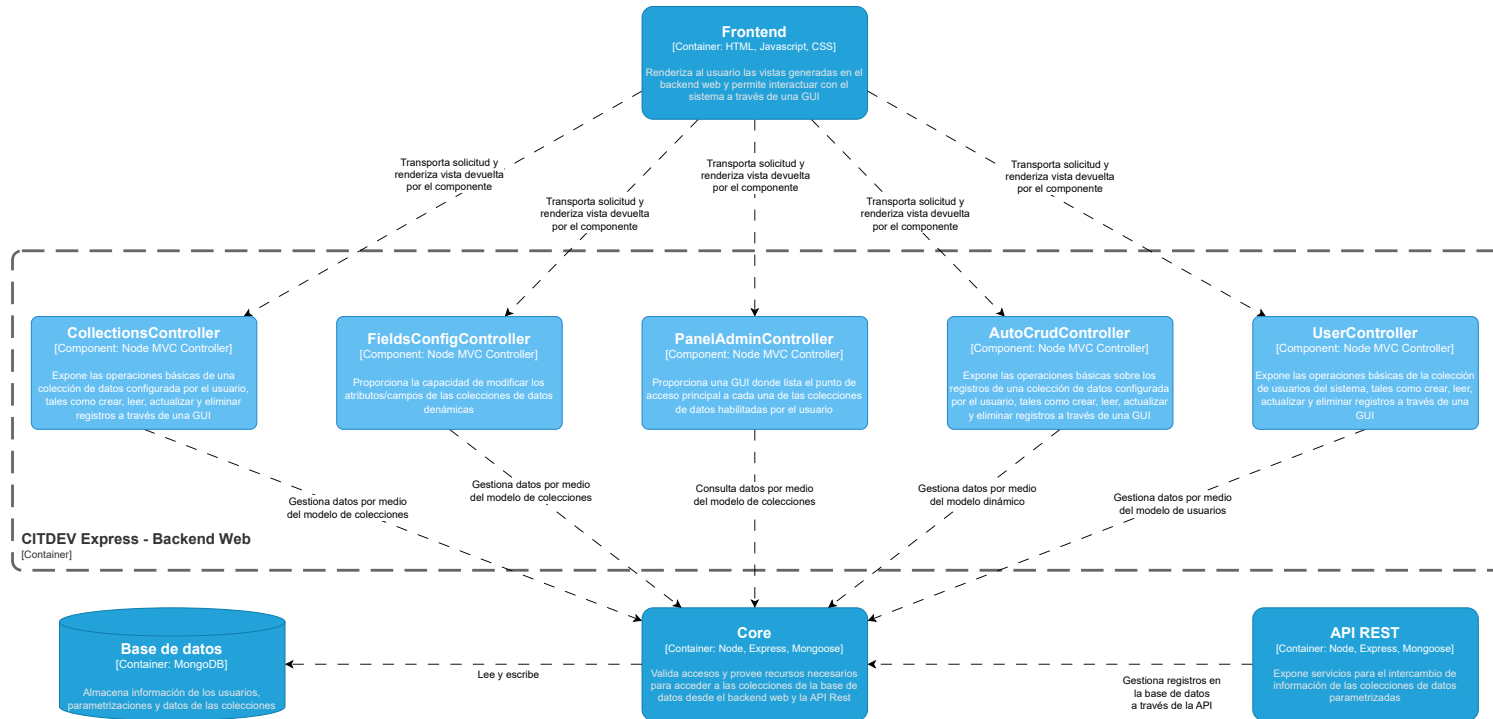 Frontend
[Container: HTML, Javascript, CSS]
Renderiza al usuario las vistas generadas en el
backend web y permite interactuar con el
sistema a través de una GUI
Transporta solicitud y
renderiza vista devuelta
por el componente
Transporta solicitud y
renderiza vista devuelta
por el componente
Transporta solicitud y
renderiza vista devuelta
por el componente
Transporta solicitud y
renderiza vista devuelta
por el componente
Transporta solicitud y
renderiza vista devuelta
por el componente
CollectionsController
[Component: Node MVC Controller]
Expone las operaciones básicas de una
colección de datos configurada por el usuario,
tales como crear, leer, actualizar y eliminar
registros a través de una GUI
FieldsConfigController
[Component: Node MVC Controller]
Proporciona la capacidad de modificar los
atributos/campos de las colecciones de datos
denámicas
PanelAdminController
[Component: Node MVC Controller]
Proporciona una GUI donde lista el punto de
acceso principal a cada una de las colecciones
de datos habilitadas por el usuario
AutoCrudController
[Component: Node MVC Controller]
Expone las operaciones básicas sobre los
registros de una colección de datos configurada
por el usuario, tales como crear, leer, actualizar
y eliminar registros a través de una GUI
UserController
[Component: Node MVC Controller]
Expone las operaciones básicas de la colección
de usuarios del sistema, tales como crear, leer,
actualizar y eliminar registros a través de una
GUI
Gestiona datos por medio
del modelo de colecciones
Gestiona datos por medio
del modelo de colecciones
Consulta datos por medio
del modelo de colecciones
Gestiona datos por medio
del modelo dinámico
Gestiona datos por medio
del modelo de usuarios
CITDEV Express - Backend Web
[Container]
Base de datos
[Container: MongoDB]
Almacena información de los usuarios,
parametrizaciones y datos de las colecciones
Lee y escribe
Core
[Container: Node, Express, Mongoose]
Valida accesos y provee recursos necesarios
para acceder a las colecciones de la base de
datos desde el backend web y la API Rest
Gestiona registros en
la base de datos
a través de la API
API REST
[Container: Node, Express, Mongoose]
Expone servicios para el intercambio de
información de las colecciones de datos
parametrizadas